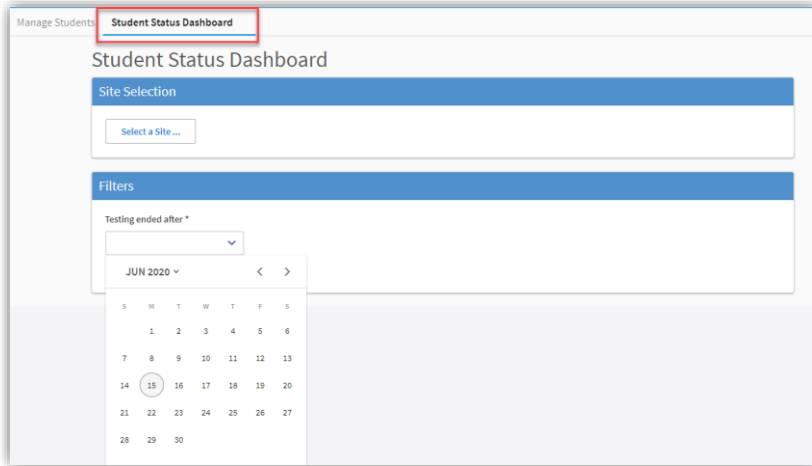 Manage Students Student Status Dashboard
Student Status Dashboard
Site Selection
Select a Site ...
Filters
Testing ended after *
JUN 2020
S M T W T F S
1 2 3 4 5 6
7 8 9 10 11 12 13
14 15 16 17 18 19 20
21 22 23 24 25 26 27
28 29 30